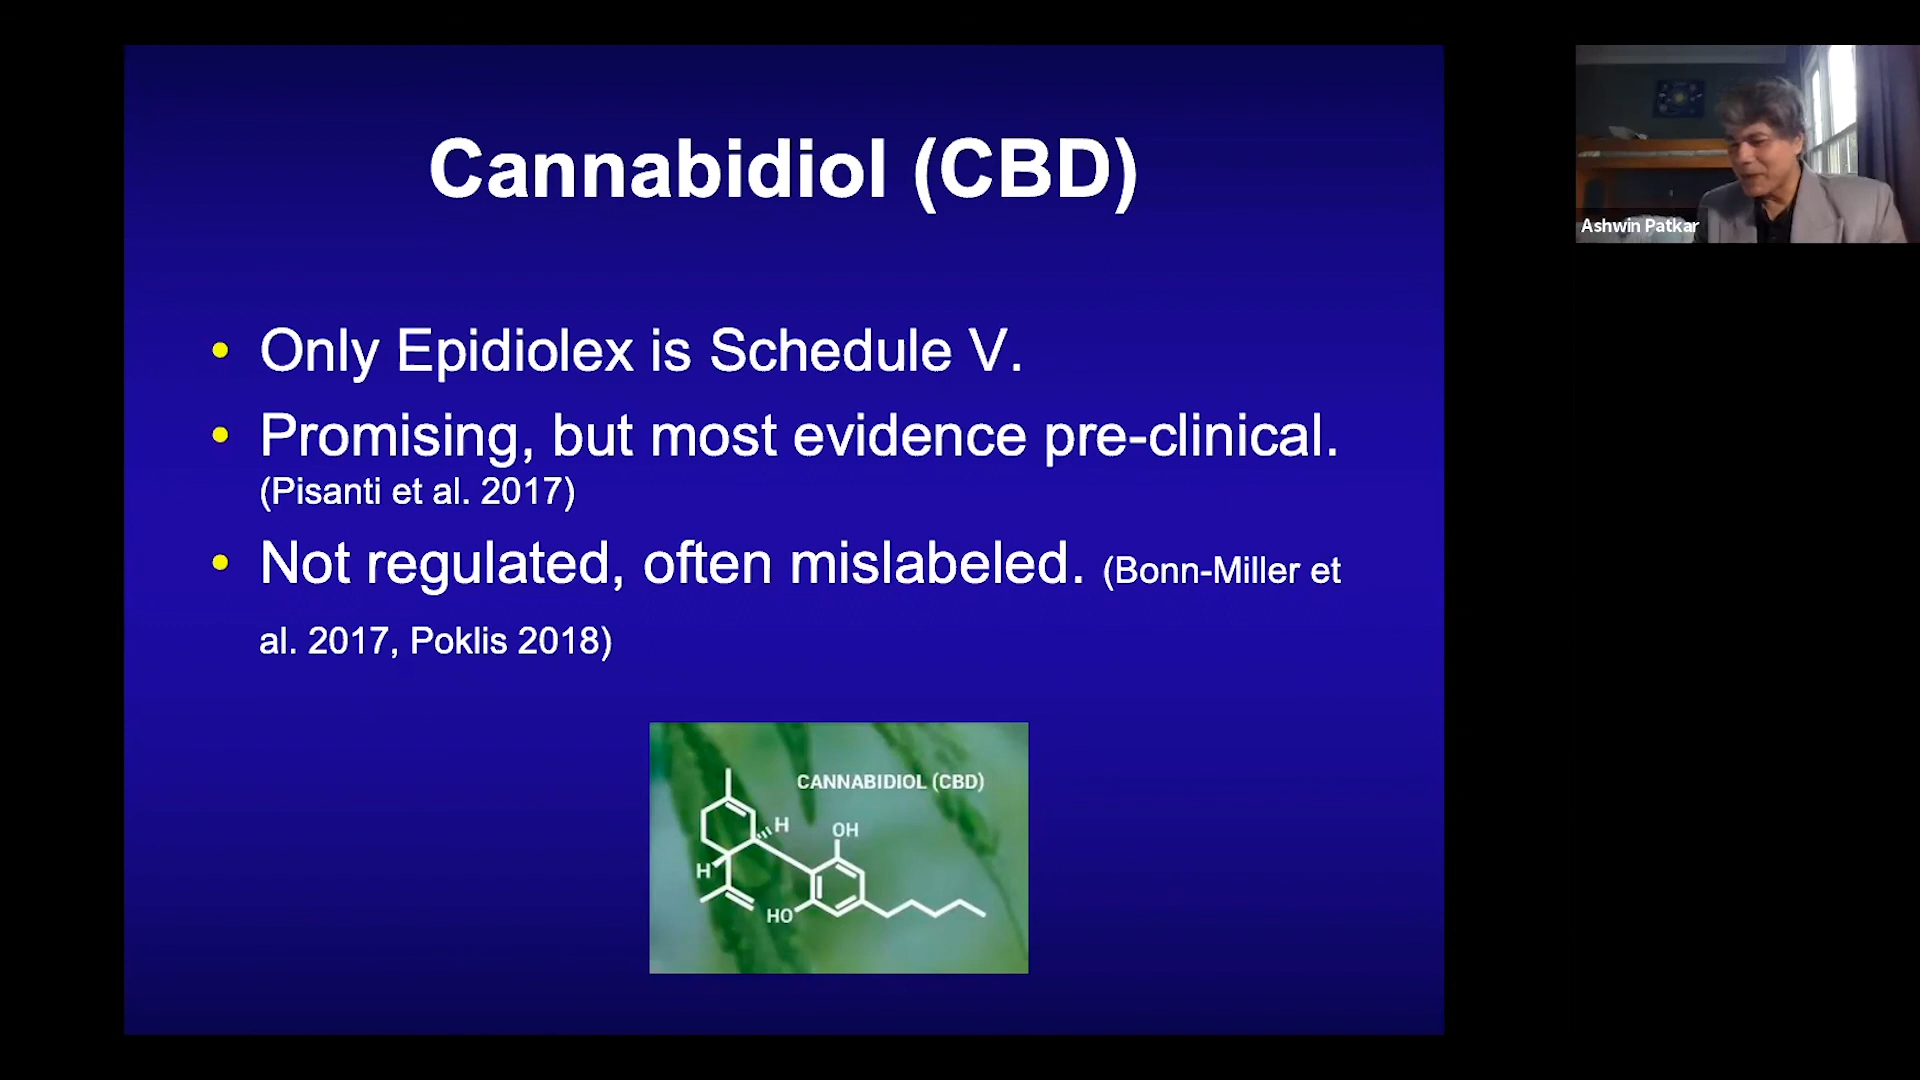 Cannabidiol (CBD)
• Only Epidiolex is Schedule V.
• Promising, but most evidence pre-clinical.
(Pisanti et al. 2017)
• Not regulated, often mislabeled. (Bonn-Miller et
al. 2017, Poklis 2018)
CANNABIDIOL (CBD)
H
OH
H
HO
Ashwin Patkar